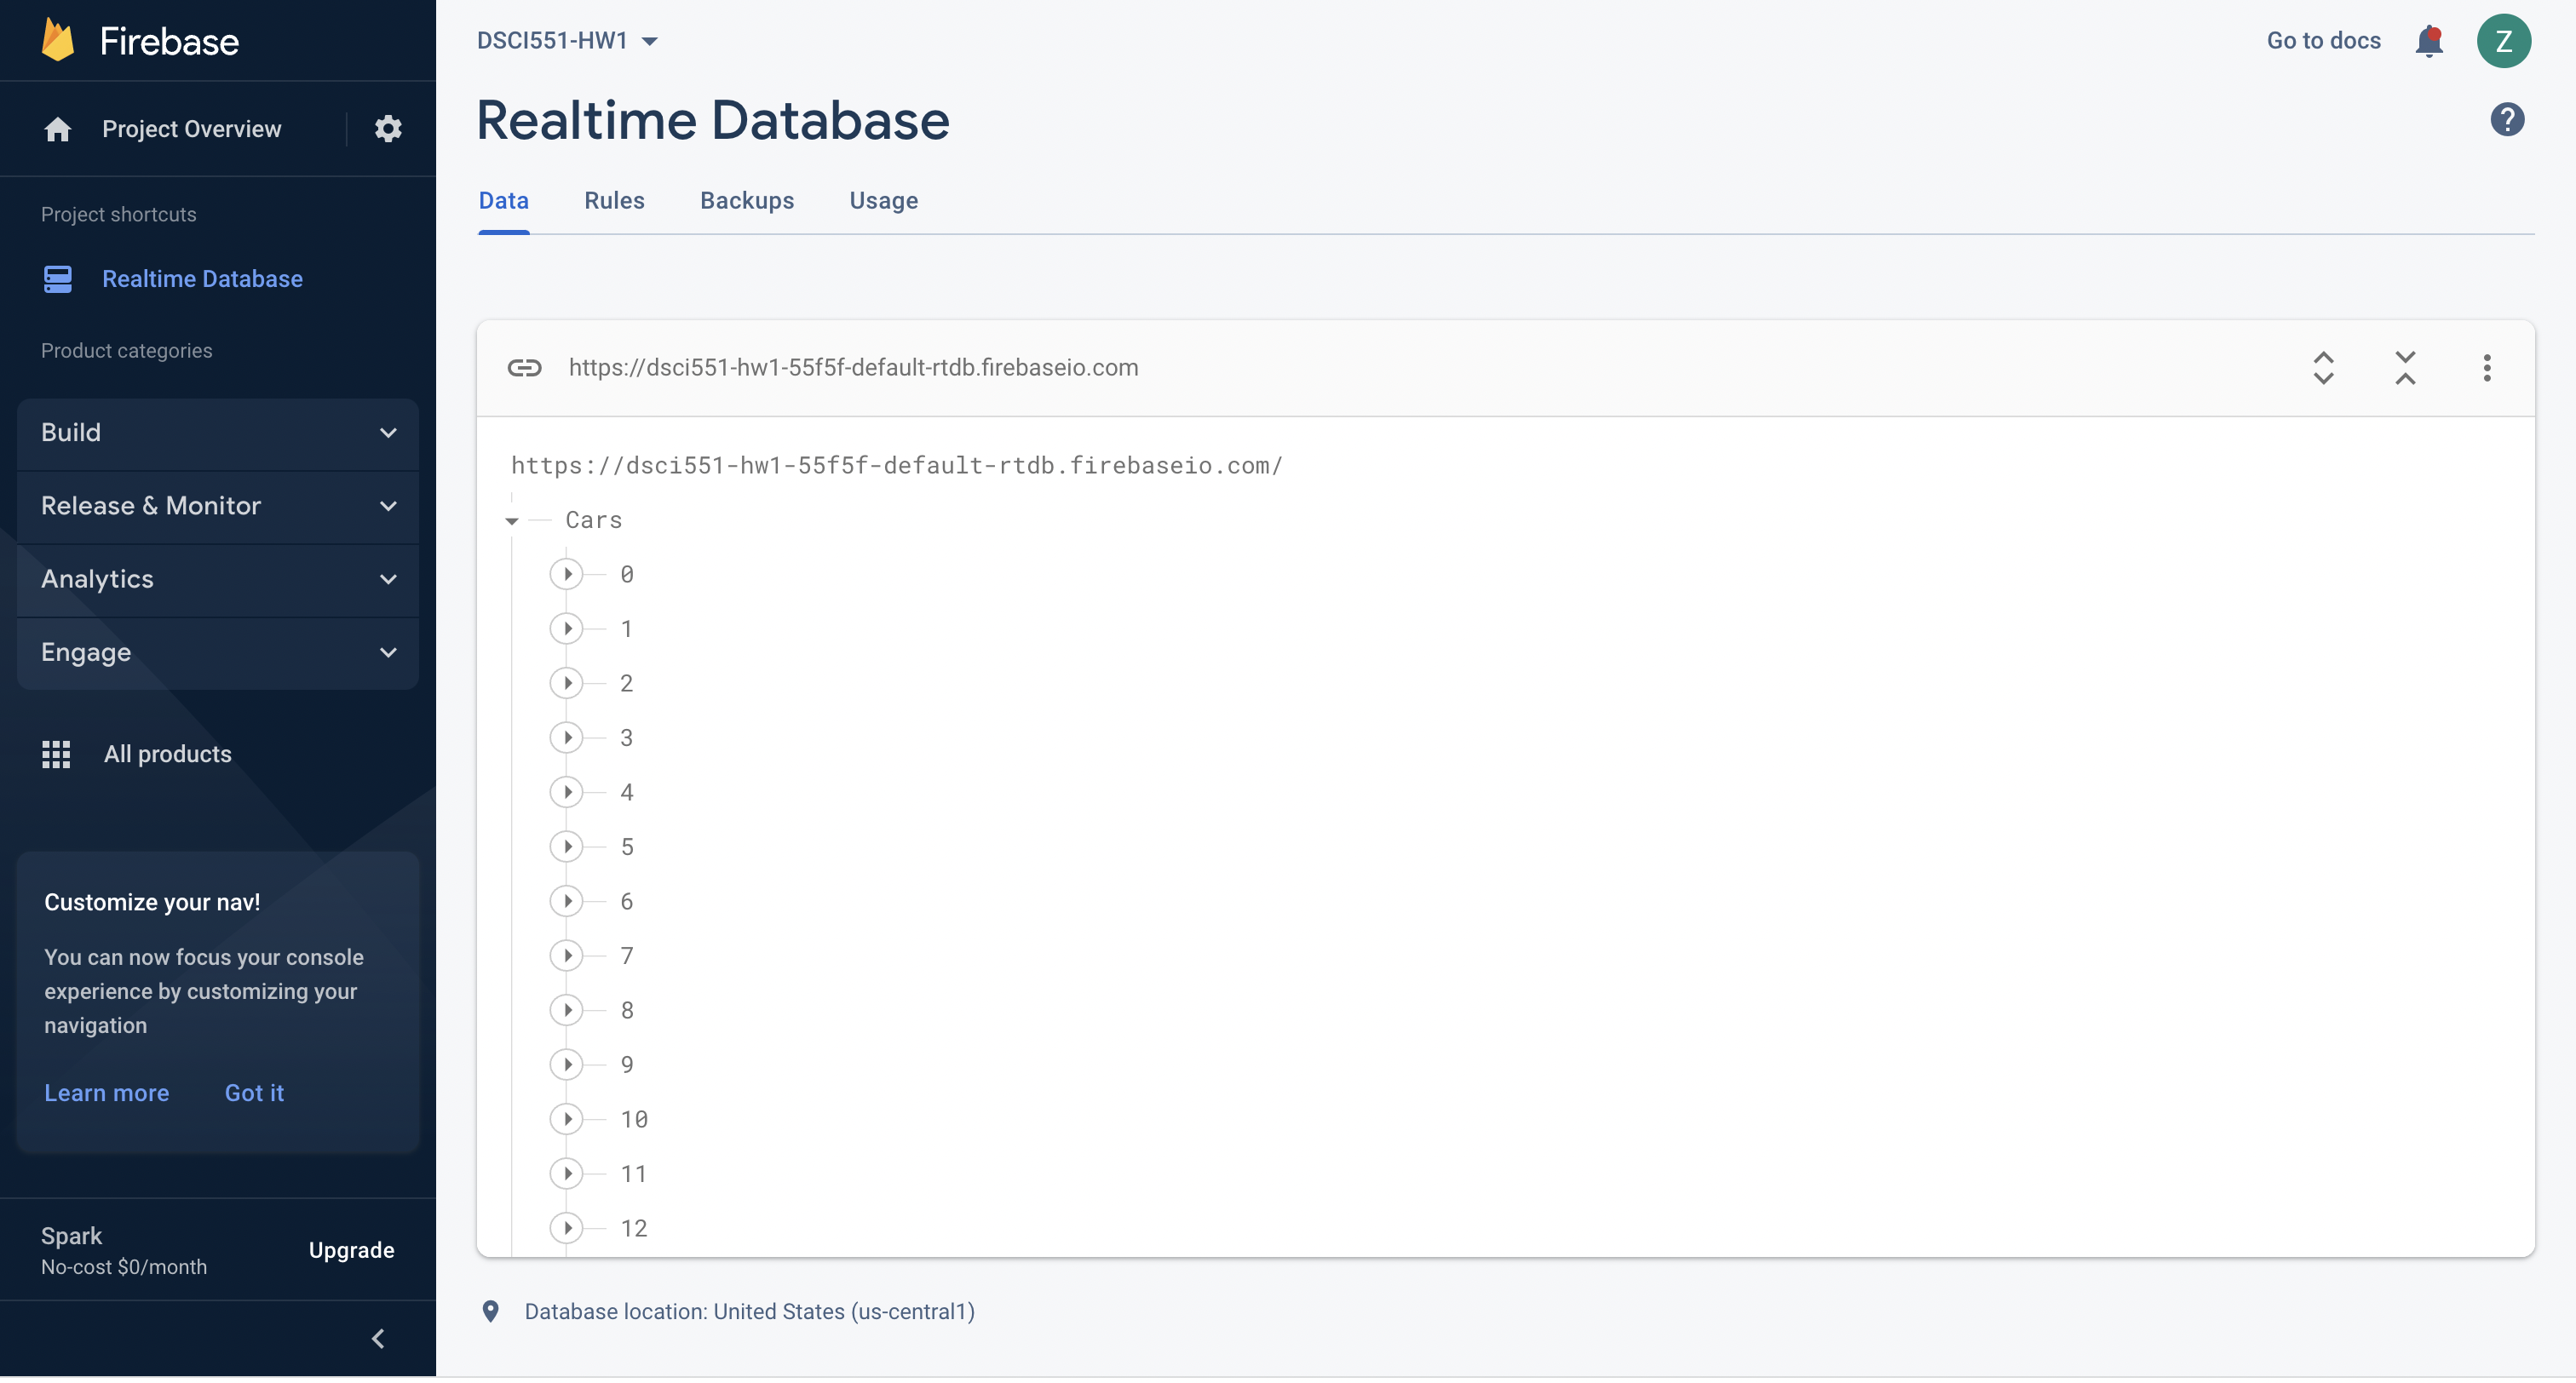 Firebase
Project Overview
Project shortcuts
Realtime Database
Product categories
Build
Release & Monitor
Analytics
Engage
All products
Customize your nav!
You can now focus your console
experience by customizing your
navigation
Learn more Got it
Spark
No-cost $0/month
Upgrade
DSCI551-HW1
Go to docs
Z
Realtime Database
?
Data Rules Backups Usage
https://dsci551-hw1-55f5f-default-rtdb.firebaseio.com
https://dsci551-hw1-55f5f-default-rtdb.firebaseio.com/
Cars
0
1
2
3
4
5
6
7
8
9
10
11
12
Database location: United States (us-central1)